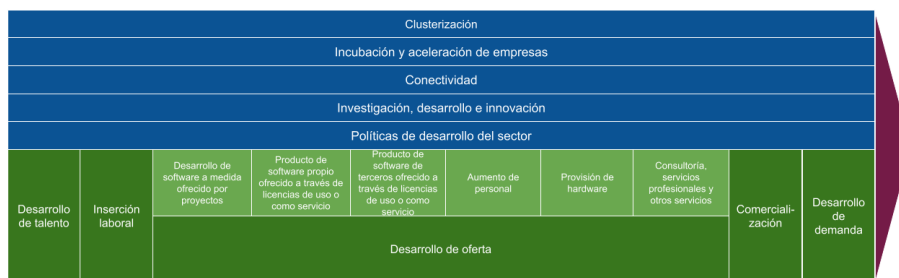 Clusterización
Incubación y aceleración de empresas
Conectividad
Investigación, desarrollo e innovación
Políticas de desarrollo del sector
Desarrollo
de talento
Inserción
laboral
Desarrollo de
software a medida
ofrecido por
proyectos
Producto de
software propio
ofrecido a través de
licencias de uso o
como servicio
Producto de
software de
terceros ofrecido a
través de licencias
de uso o como
servicio
Aumento de
personal
Provisión de
hardware
Consultoría,
servicios
profesionales y
otros servicios
Desarrollo de oferta
Comerciali-
zación
Desarrollo
de
demanda